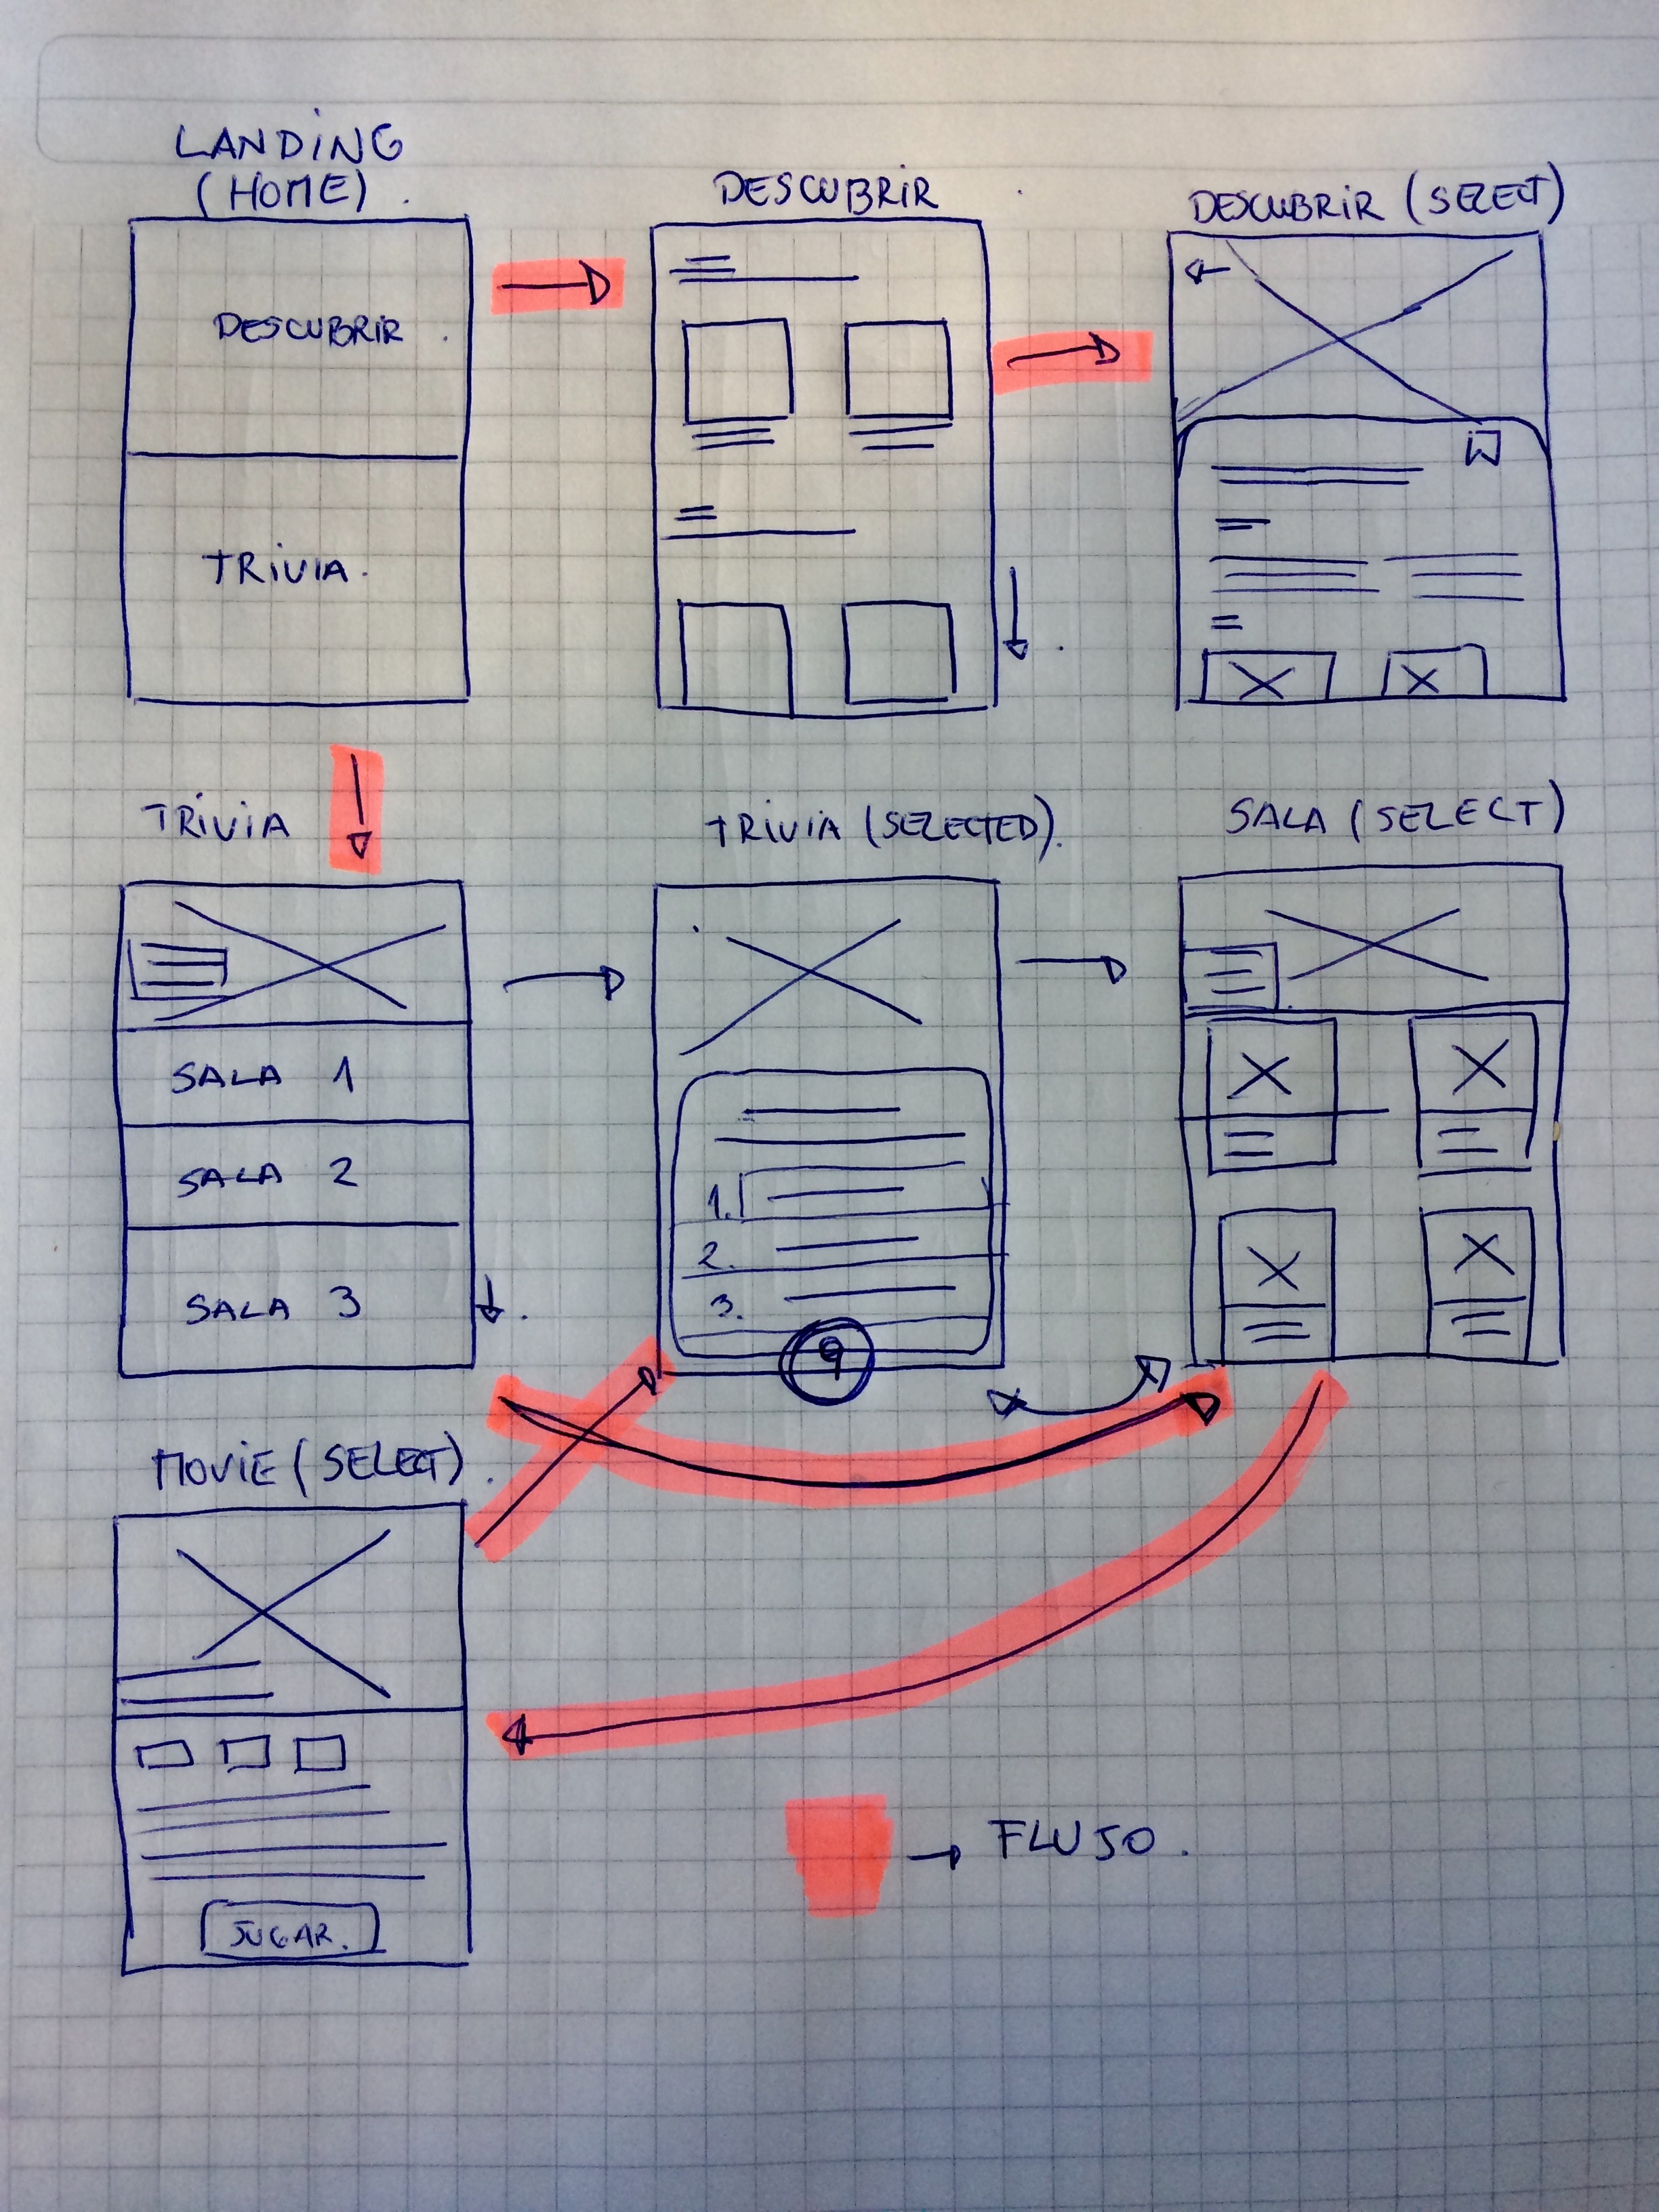 LANDING
(HOME).
DESCUBRIR
DESCUBRIR (SELECT)
DESCUBRIR.
TRIVIA.
TRIVIA
TRIVIA (SELECTED).
SALA (SELECT)
SALA 1
SALA 2
SALA 3
1.
2.
3.
9
MOVIE (SELECT).
JUGAR.
FLUJO.